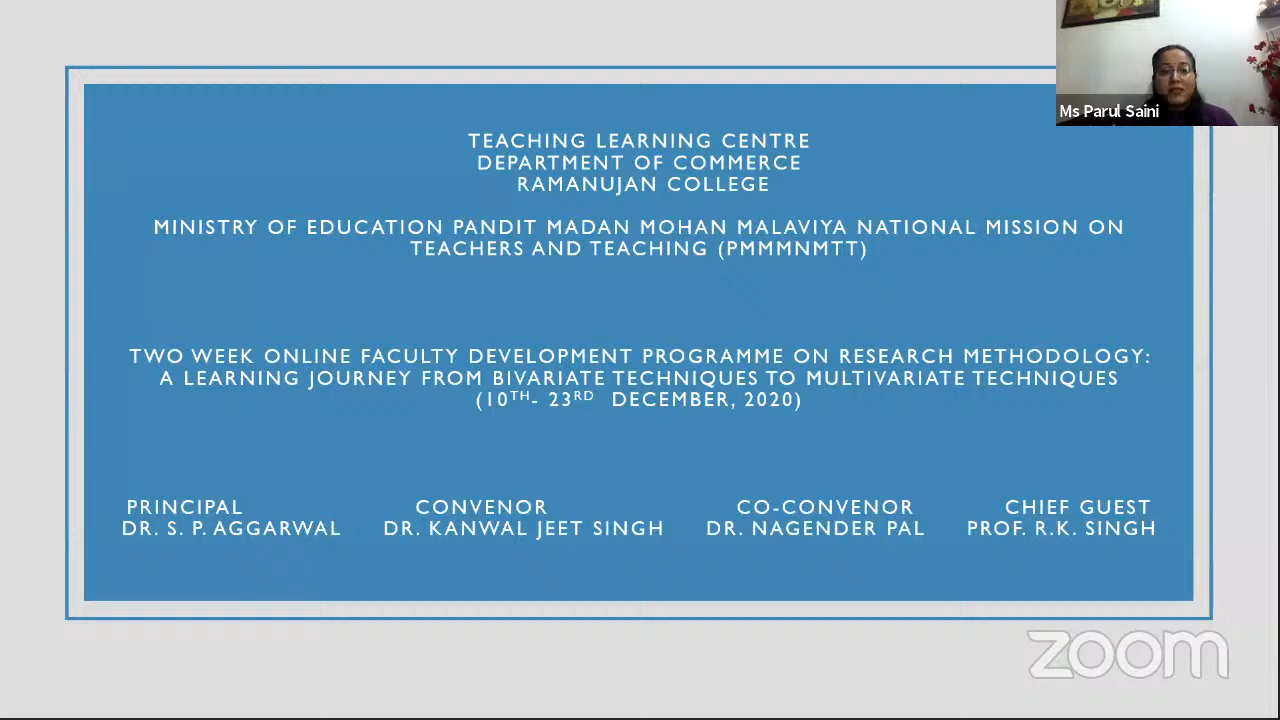 Ms Parul Saini
TEACHING LEARNING CENTRE
DEPARTMENT OF COMMERCE
RAMANUJAN COLLEGE
MINISTRY OF EDUCATION PANDIT MADAN MOHAN MALAVIYA NATIONAL MISSION ON
TEACHERS AND TEACHING (PMMMNMTT)
TWO WEEK ONLINE FACULTY DEVELOPMENT PROGRAMME ON RESEARCH METHODOLOGY:
A LEARNING JOURNEY FROM BIVARIATE TECHNIQUES TO MULTIVARIATE TECHNIQUES
(10TH- 23RD DECEMBER, 2020)
PRINCIPAL CONVENOR CO-CONVENOR CHIEF GUEST
DR. S. P. AGGARWAL DR. KANWAL JEET SINGH DR. NAGENDER PAL PROF. R.K. SINGH
zoom